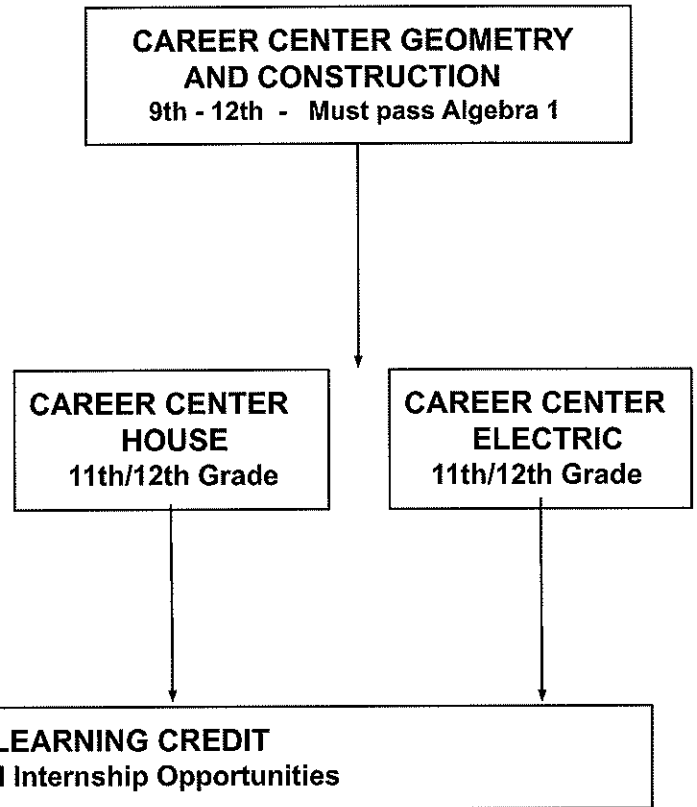 CAREER CENTER GEOMETRY
AND CONSTRUCTION
9th - 12th - Must pass Algebra 1
CAREER CENTER
HOUSE
11th/12th Grade
CAREER CENTER
ELECTRIC
11th/12th Grade
LEARNING CREDIT
Internship Opportunities